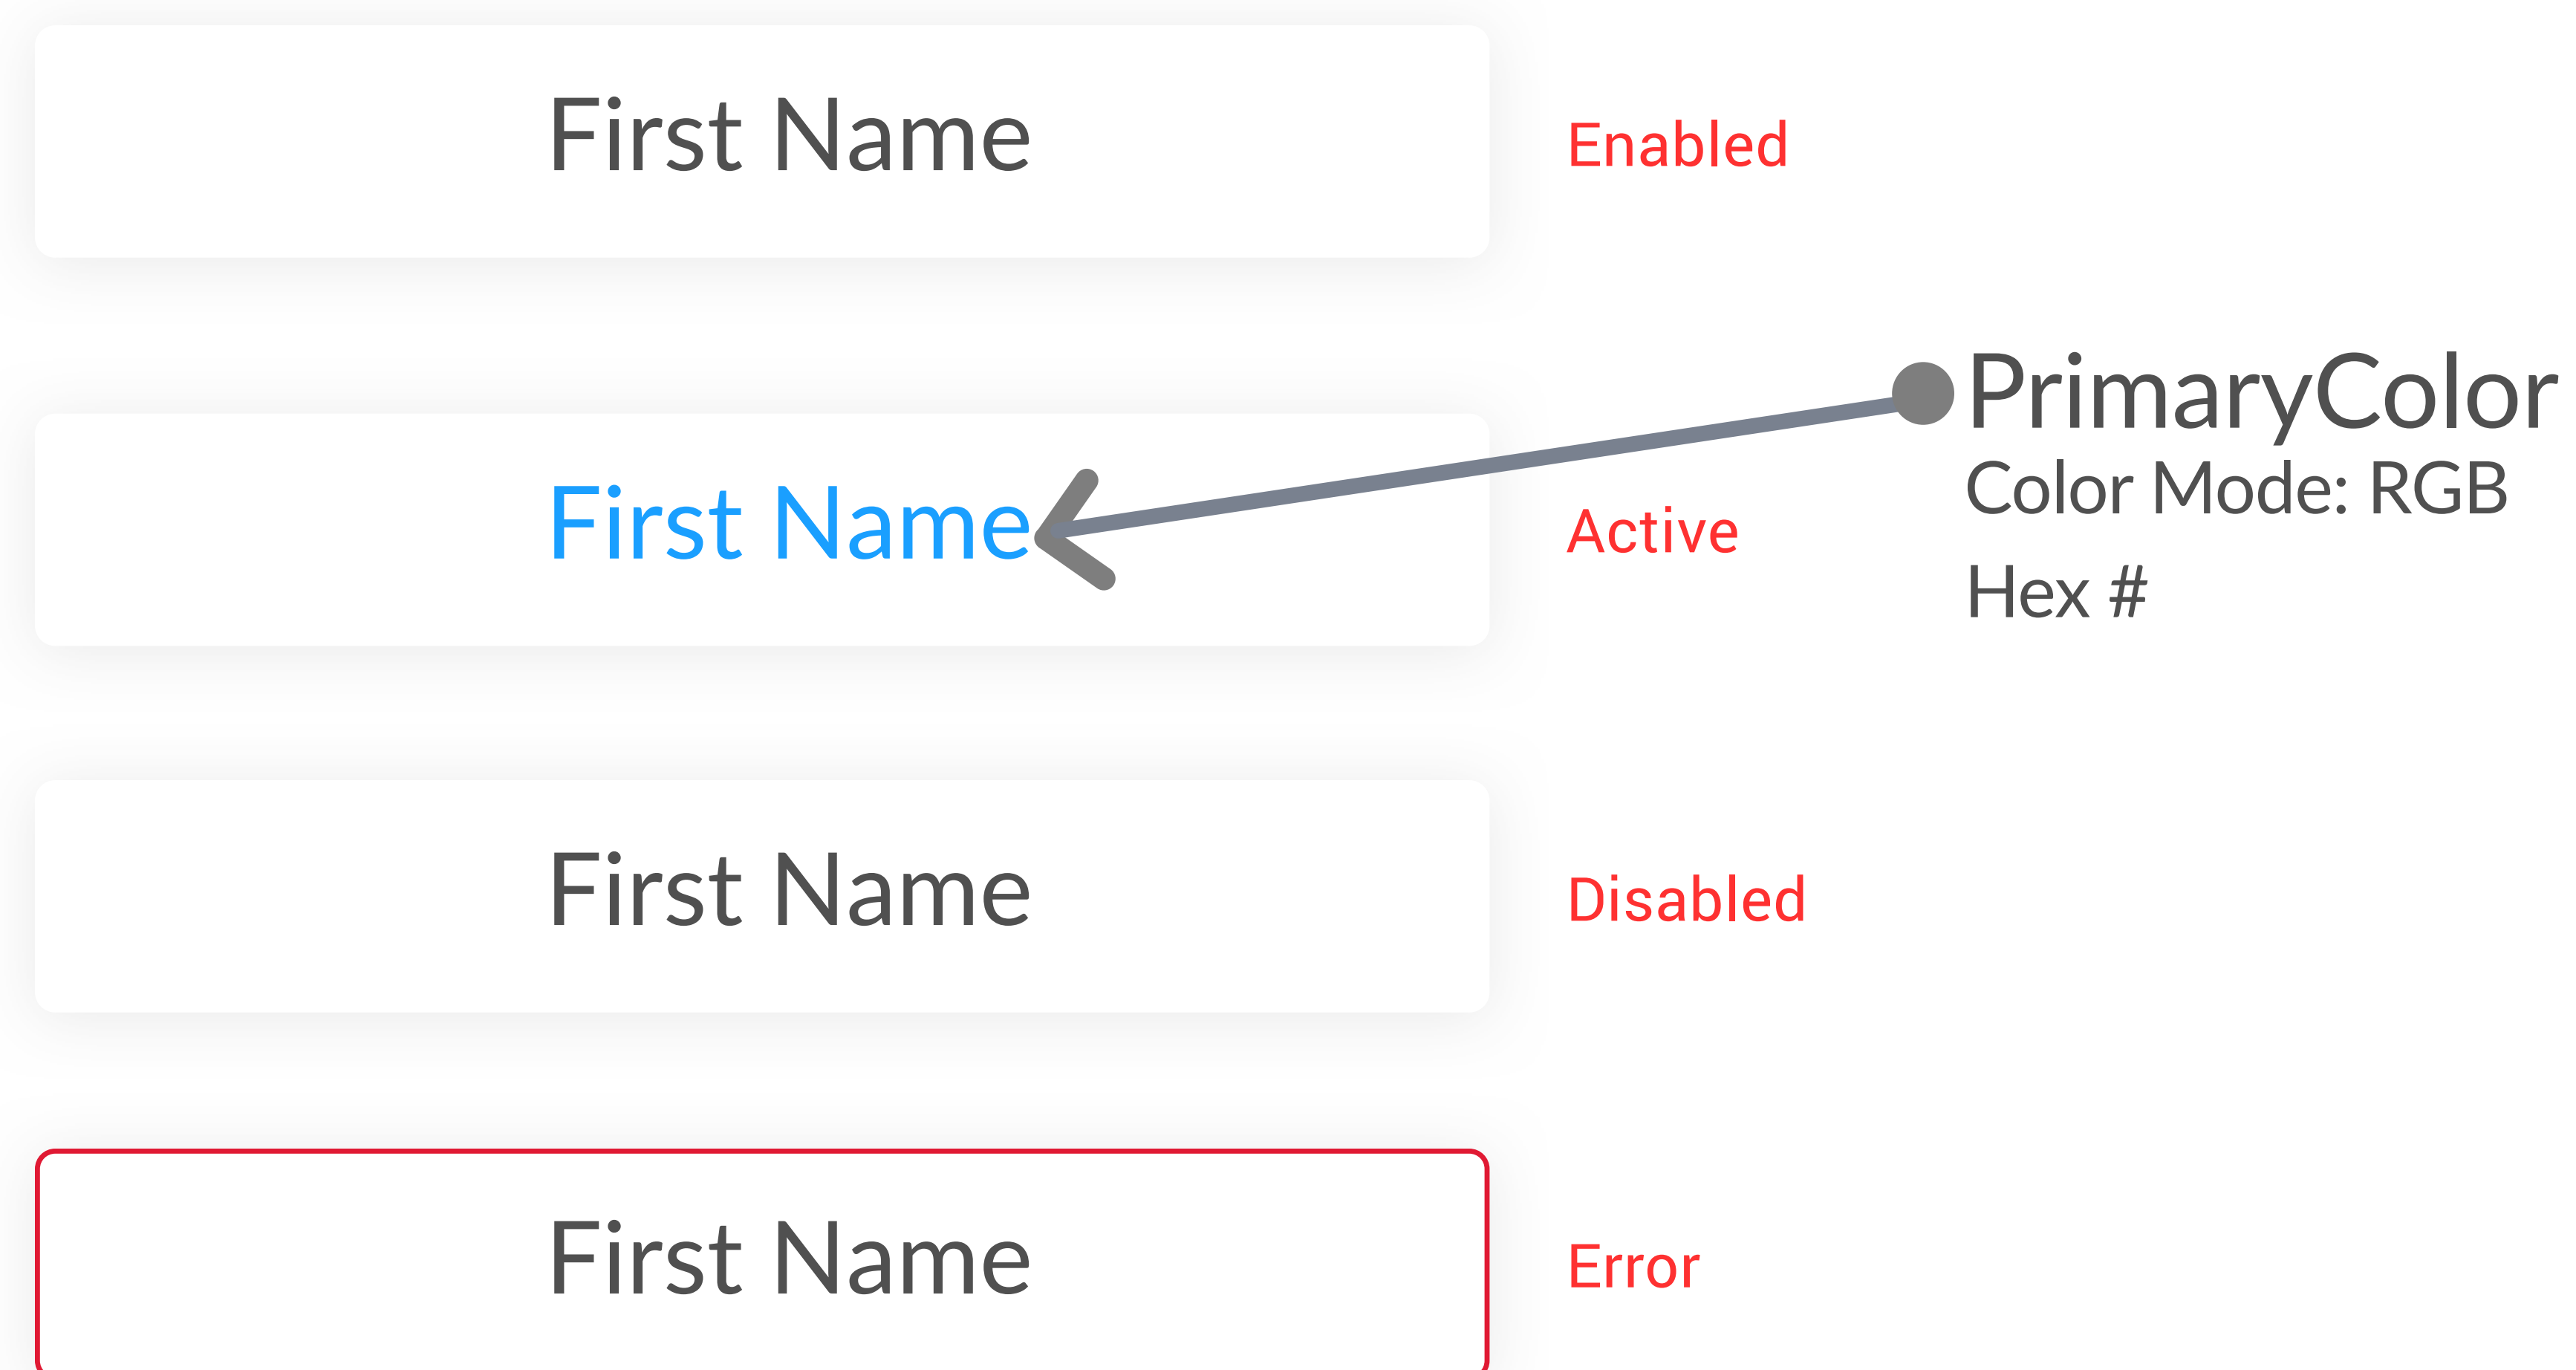 First Name
Enabled
PrimaryColor
Color Mode: RGB
First Name
Active
Hex #
First Name
Disabled
First Name
Error